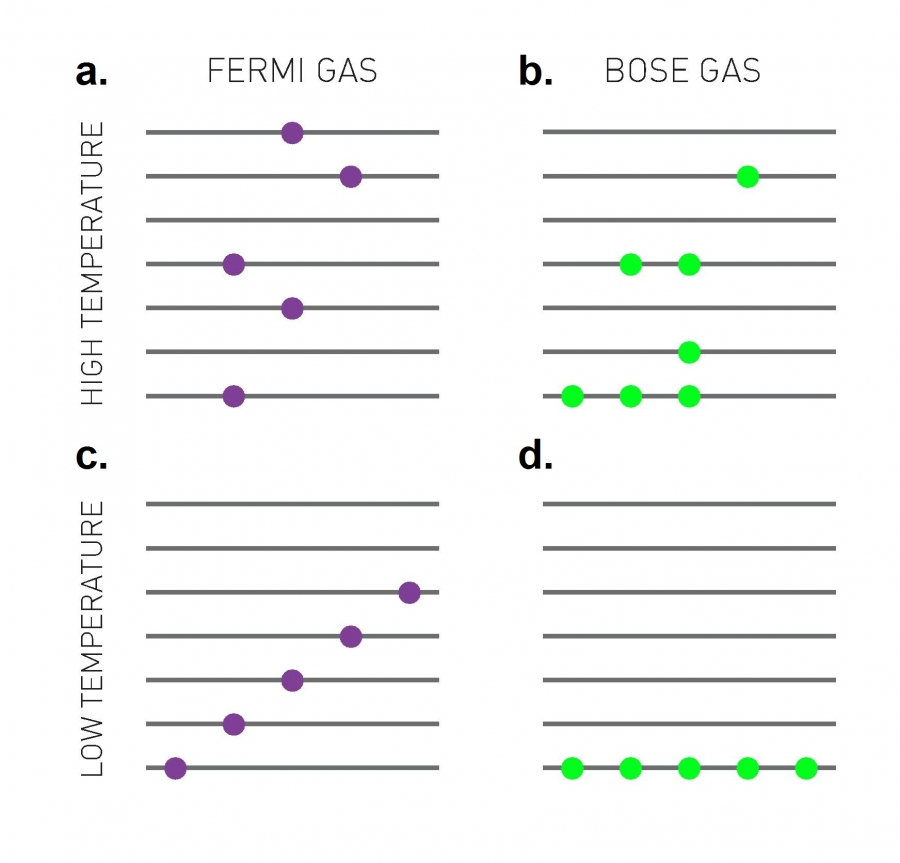 a. FERMI GAS
b. BOSE GAS
HIGH TEMPERATURE
c.
d.
LOW TEMPERATURE